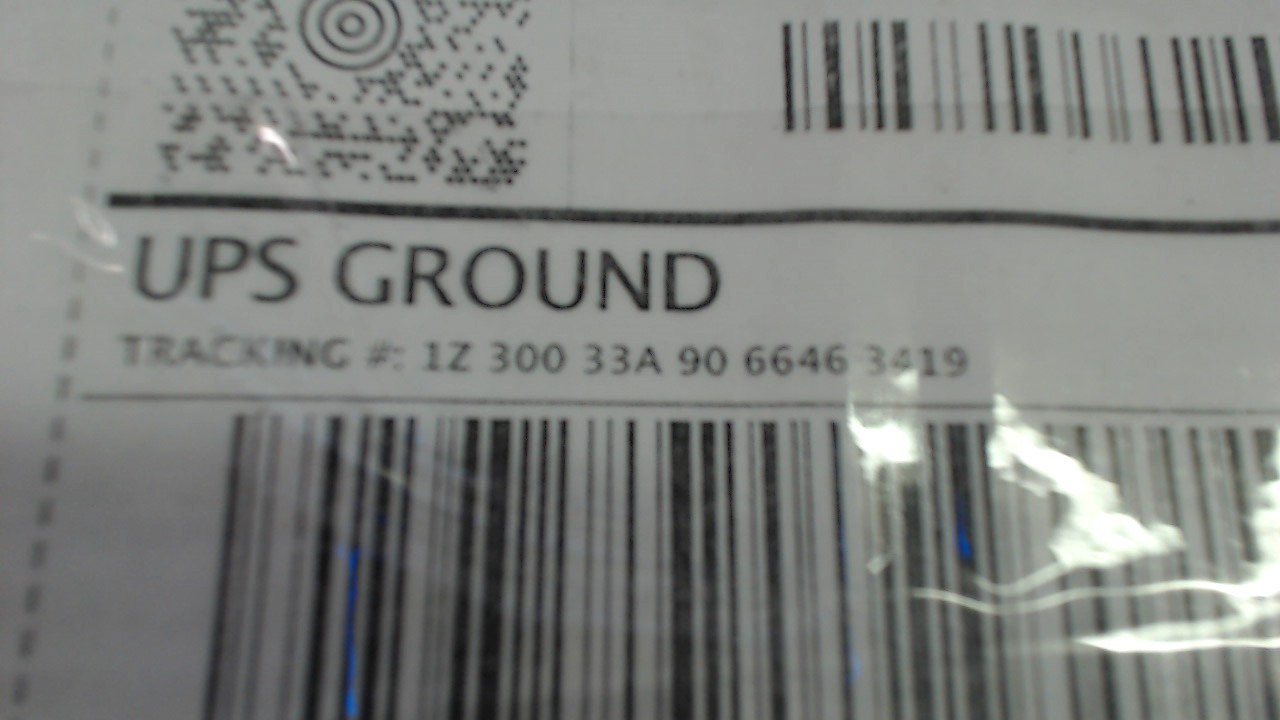 UPS GROUND
TRACKING #: 1Z 300 33A 90 6646 3419